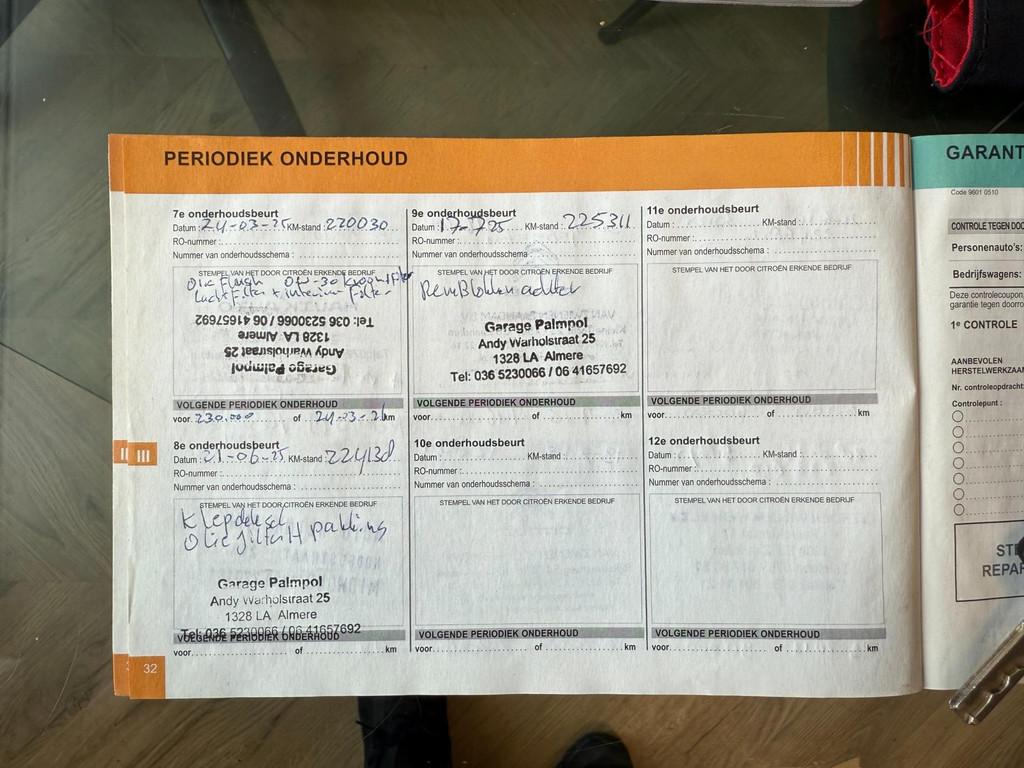 PERIODIEK ONDERHOUD
7e onderhoudsbeurt
Datum : 24-03-25 KM-stand : 220030
RO-nummer :
Nummer van onderhoudsschema :
STEMPEL VAN HET DOOR CITROËN ERKENDE BEDRIJF
Olie Flush 0W-30
luchtFilter + interieur Filter
Garage Palmpol
Andy Warholstraat 25
1328 LA Almere
Tel: 036 5230066 / 06 41657692
VOLGENDE PERIODIEK ONDERHOUD
voor 230.000 of 24-03-26 km
8e onderhoudsbeurt
Datum : 21-06-25 KM-stand : 224130
RO-nummer :
Nummer van onderhoudsschema :
STEMPEL VAN HET DOOR CITROËN ERKENDE BEDRIJF
Klepdeksel
Olie filter pakking
Garage Palmpol
Andy Warholstraat 25
1328 LA Almere
Tel: 036 5230066 / 06 41657692
VOLGENDE PERIODIEK ONDERHOUD
voor of km
9e onderhoudsbeurt
Datum : 17-725 KM-stand : 225311
RO-nummer :
Nummer van onderhoudsschema :
STEMPEL VAN HET DOOR CITROËN ERKENDE BEDRIJF
RemBlokken achter
Garage Palmpol
Andy Warholstraat 25
1328 LA Almere
Tel: 036 5230066 / 06 41657692
VOLGENDE PERIODIEK ONDERHOUD
voor of km
10e onderhoudsbeurt
Datum : KM-stand :
RO-nummer :
Nummer van onderhoudsschema :
STEMPEL VAN HET DOOR CITROËN ERKENDE BEDRIJF
VOLGENDE PERIODIEK ONDERHOUD
voor of km
11e onderhoudsbeurt
Datum : KM-stand :
RO-nummer :
Nummer van onderhoudsschema :
STEMPEL VAN HET DOOR CITROËN ERKENDE BEDRIJF
VOLGENDE PERIODIEK ONDERHOUD
voor of km
12e onderhoudsbeurt
Datum : KM-stand :
RO-nummer :
Nummer van onderhoudsschema :
STEMPEL VAN HET DOOR CITROËN ERKENDE BEDRIJF
VOLGENDE PERIODIEK ONDERHOUD
voor of km
II III
32
GARANT
Code 9601 0510
CONTROLE TEGEN DOO
Personenauto's:
Bedrijfswagens:
Deze controlecoupon,
garantie tegen doorro
1e CONTROLE
AANBEVOLEN
HERSTELWERKZAAM
Nr. controleopdracht
Controlepunt :
STE
REPAR